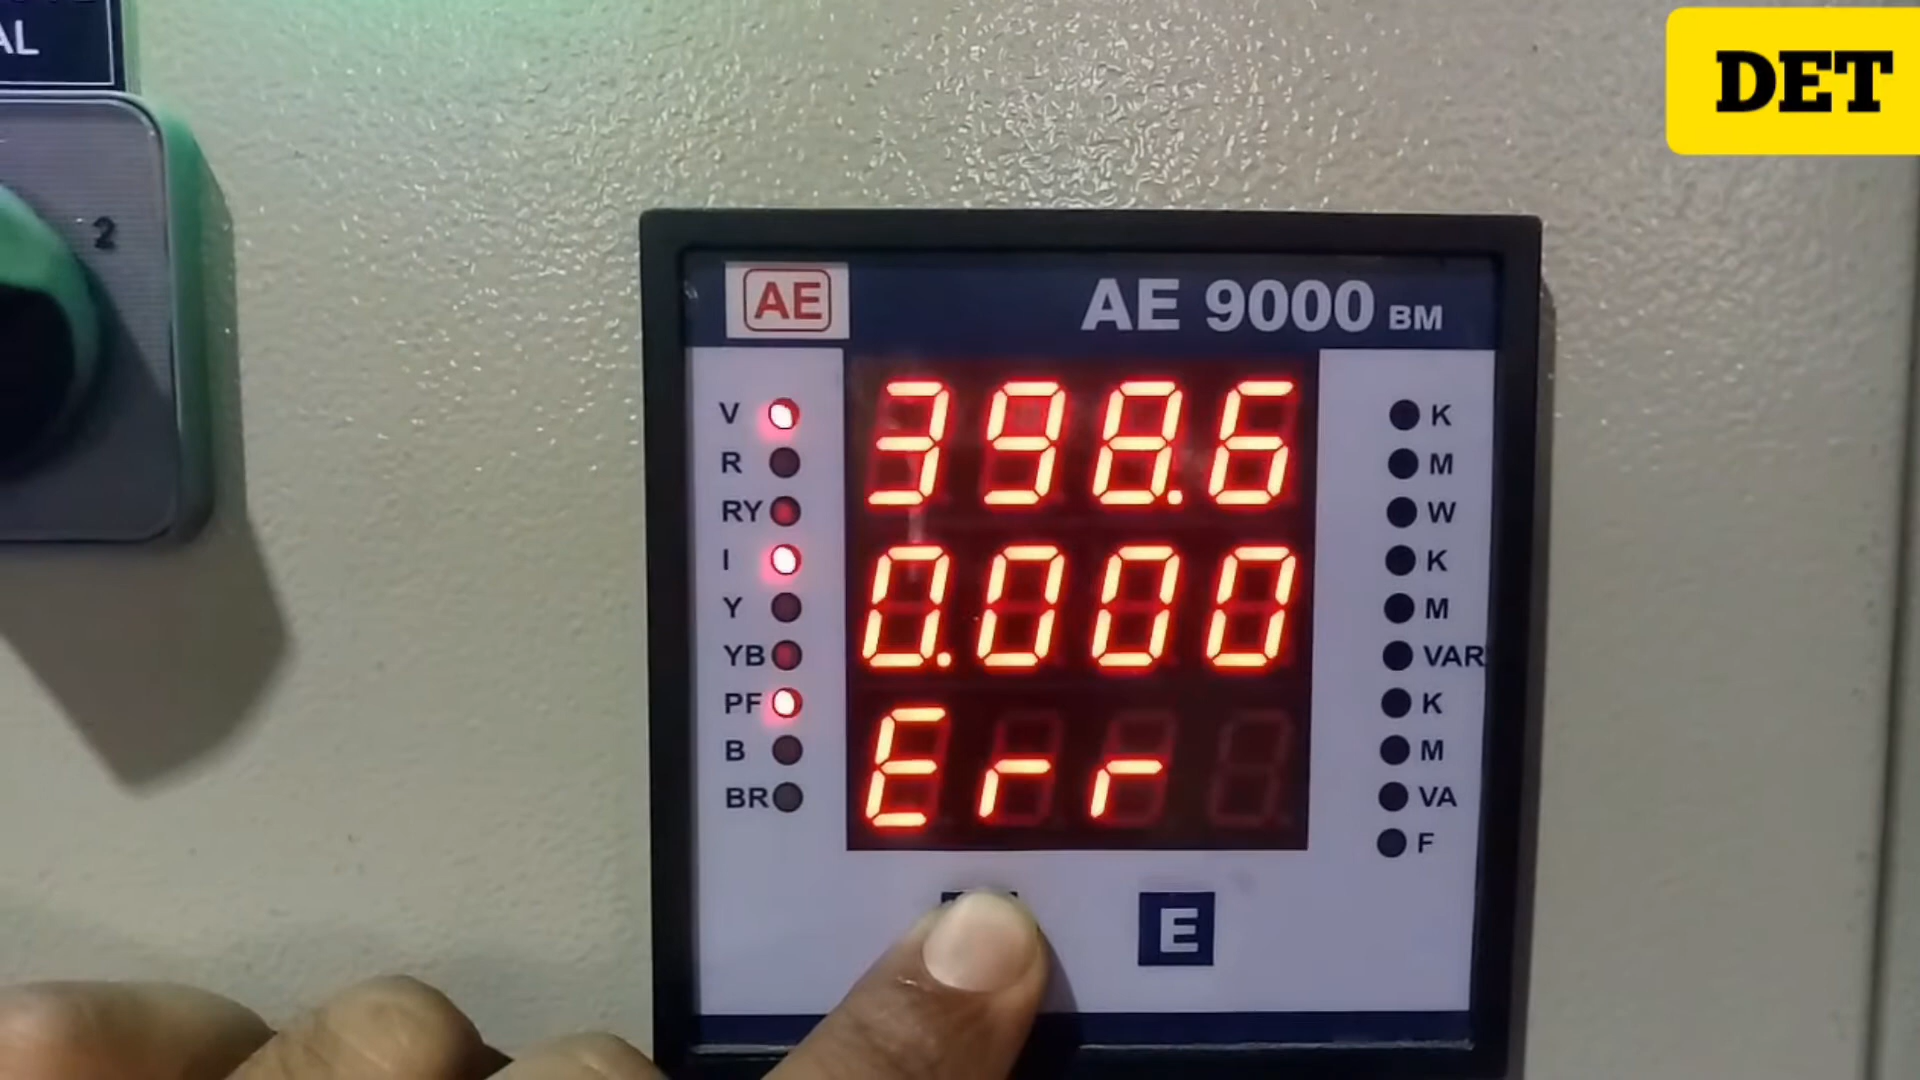 AL
DET
2
AE
AE 9000 BM
V
R
RY
I
Y
YB
PF
B
BR
398.6
0.000
Err
K
M
W
K
M
VAR
K
M
VA
F
E